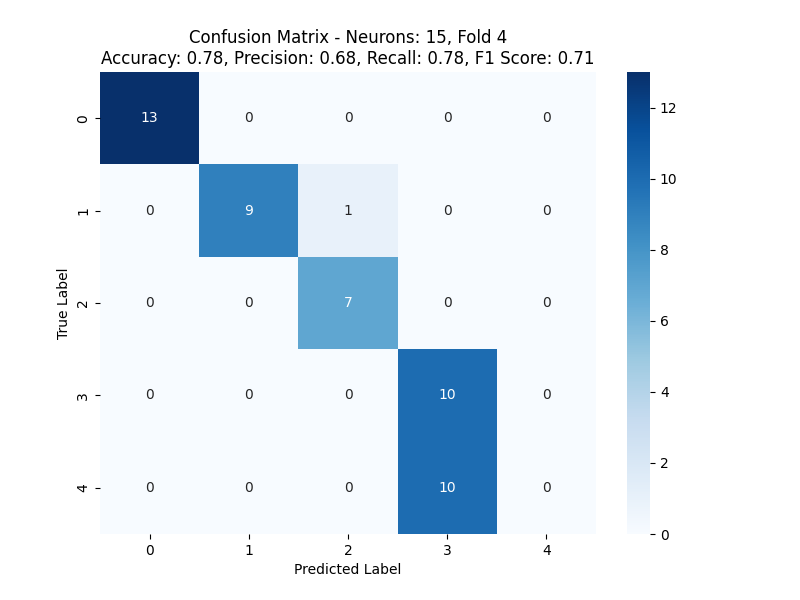 Confusion Matrix - Neurons: 15, Fold 4
Accuracy: 0.78, Precision: 0.68, Recall: 0.78, F1 Score: 0.71
True Label
0 13 0 0 0 0
1 0 9 1 0 0
2 0 0 7 0 0
3 0 0 0 10 0
4 0 0 0 10 0
0 1 2 3 4
Predicted Label
12
10
8
6
4
2
0